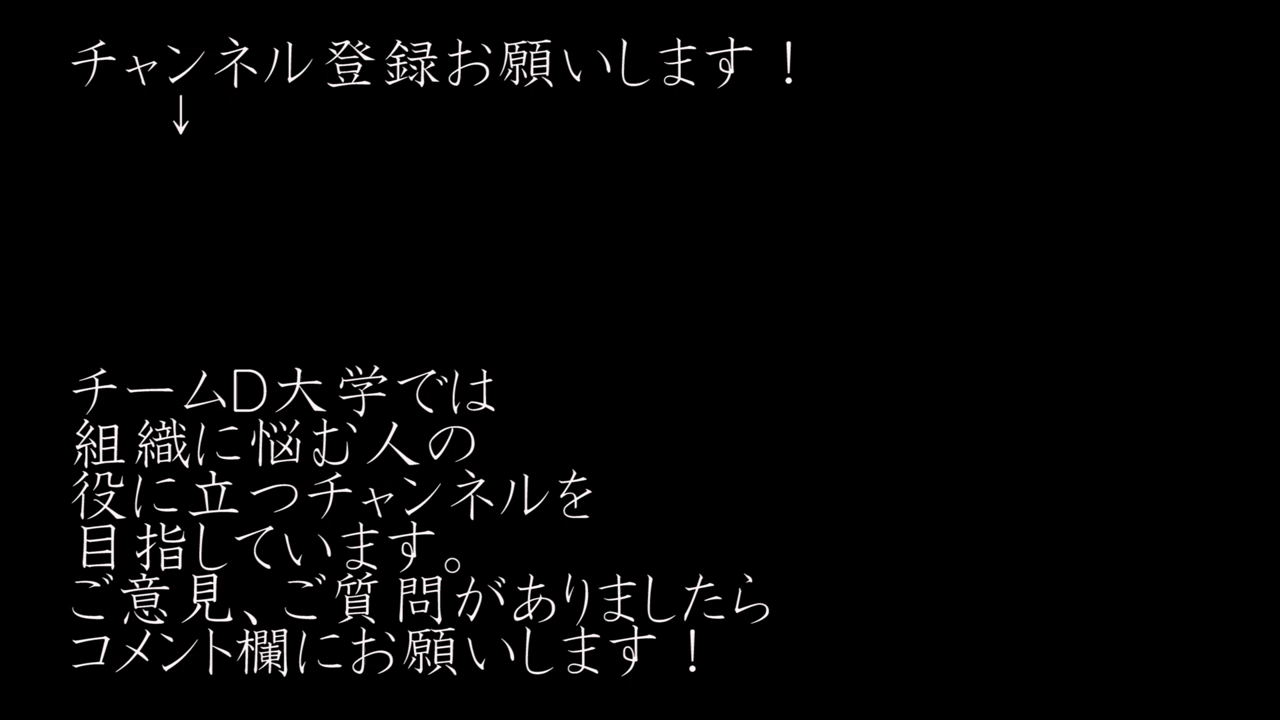 チャンネル登録お願いします！
↓
チームD大学では
組織に悩む人の
役に立つチャンネルを
目指しています。
ご意見、ご質問がありましたら
コメント欄にお願いします！